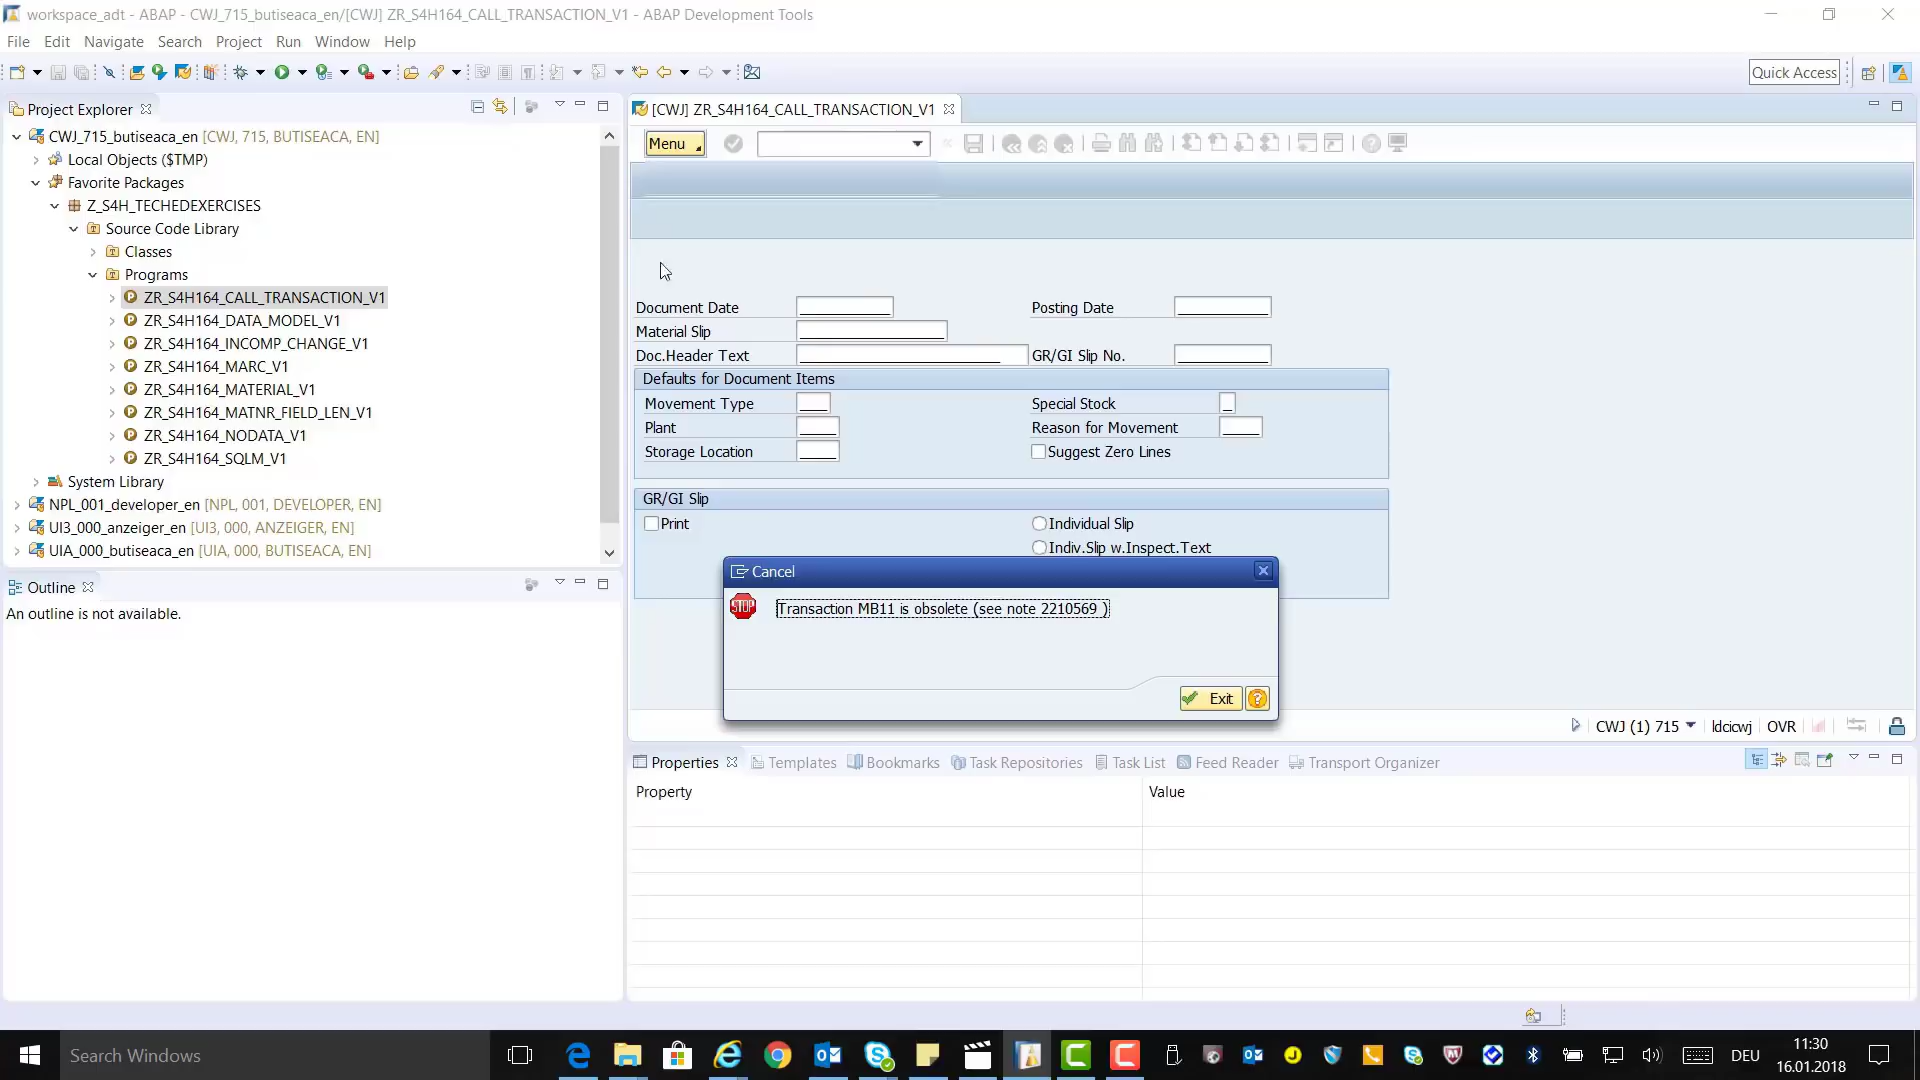 workspace_adt - ABAP - CWJ_715_butiseaca_en/[CWJ] ZR_S4H164_CALL_TRANSACTION_V1 - ABAP Development Tools
File Edit Navigate Search Project Run Window Help
Quick Access
Project Explorer
CWJ_715_butiseaca_en [CWJ, 715, BUTISEACA, EN]
Local Objects ($TMP)
Favorite Packages
Z_S4H_TECHEDEXERCISES
Source Code Library
Classes
Programs
ZR_S4H164_CALL_TRANSACTION_V1
ZR_S4H164_DATA_MODEL_V1
ZR_S4H164_INCOMP_CHANGE_V1
ZR_S4H164_MARC_V1
ZR_S4H164_MATERIAL_V1
ZR_S4H164_MATNR_FIELD_LEN_V1
ZR_S4H164_NODATA_V1
ZR_S4H164_SQLM_V1
System Library
NPL_001_developer_en [NPL, 001, DEVELOPER, EN]
UI3_000_anzeiger_en [UI3, 000, ANZEIGER, EN]
UIA_000_butiseaca_en [UIA, 000, BUTISEACA, EN]
Outline
An outline is not available.
[CWJ] ZR_S4H164_CALL_TRANSACTION_V1
Menu
Document Date Posting Date
Material Slip
Doc.Header Text GR/GI Slip No.
Defaults for Document Items
Movement Type Special Stock
Plant Reason for Movement
Storage Location Suggest Zero Lines
GR/GI Slip
Print Individual Slip
Indiv.Slip w.Inspect.Text
Cancel
STOP Transaction MB11 is obsolete (see note 2210569 )
Exit
CWJ (1) 715 ldcicwj OVR
Properties Templates Bookmarks Task Repositories Task List Feed Reader Transport Organizer
Property Value
Search Windows
DEU
11:30
16.01.2018